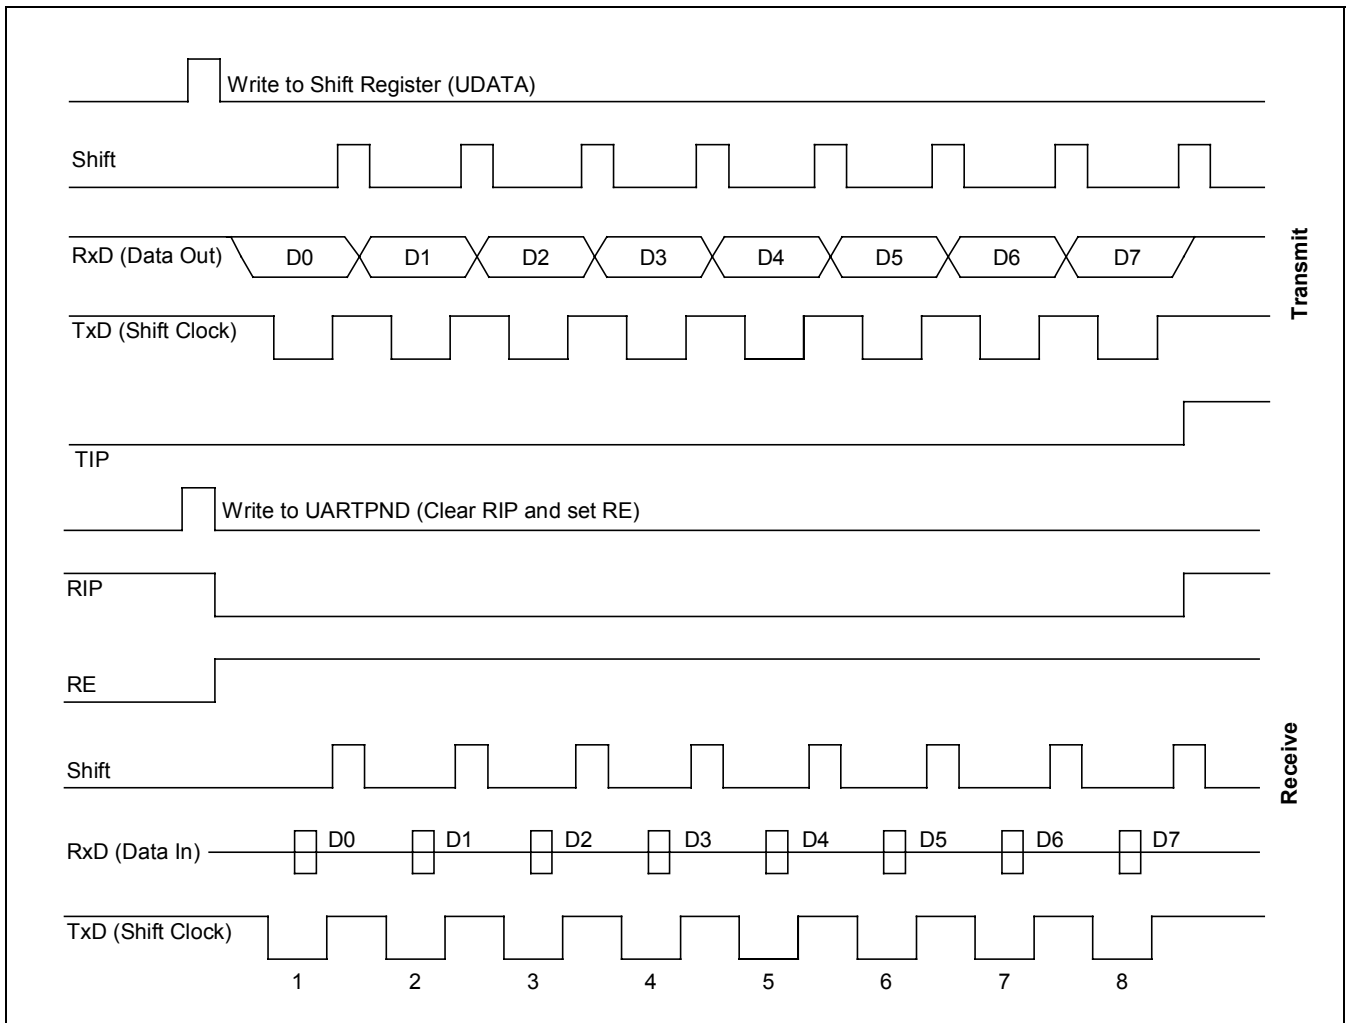 Write to Shift Register (UDATA)
Shift
RxD (Data Out) D0 D1 D2 D3 D4 D5 D6 D7
TxD (Shift Clock)
TIP
Transmit
Write to UARTPND (Clear RIP and set RE)
RIP
RE
Shift
RxD (Data In) D0 D1 D2 D3 D4 D5 D6 D7
TxD (Shift Clock)
1 2 3 4 5 6 7 8
Receive